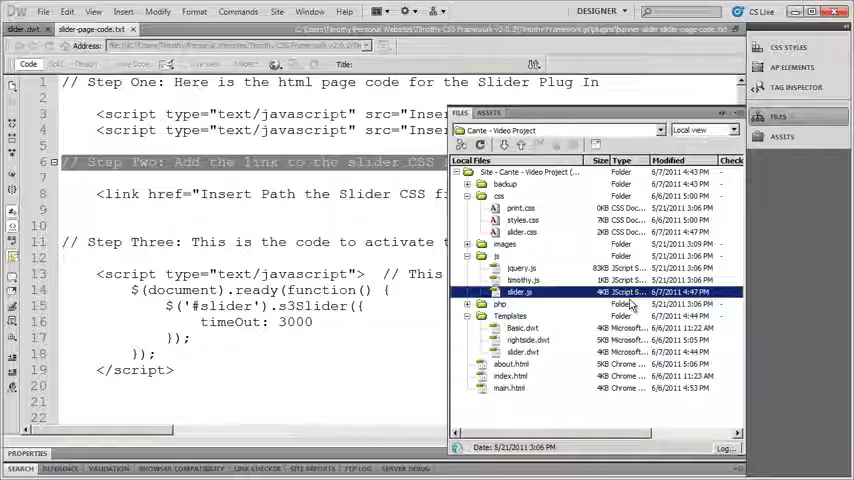 Dw File Edit View Insert Modify Format Commands Site Window Help DESIGNER CS Live
slider.dwt slider-page-code.txt
Address:
Code Split Design Live View Title:
1 // Step One: Here is the html page code for the Slider Plug In
2
3 <script type="text/javascript" src="Inser
4 <script type="text/javascript" src="Inser
5
6 // Step Two: Add the link to the slider CSS
7
8 <link href="Insert Path the Slider CSS fi
9
10
11 // Step Three: This is the code to activate t
12
13 <script type="text/javascript"> // This
14 $(document).ready(function() {
15 $('#slider').s3Slider({
16 timeOut: 3000
17 });
18 });
19 </script>
20
21
22
FILES ASSETS
Cante - Video Project Local view
Local Files Size Type Modified Check
Site - Cante - Video Project (... Folder 6/7/2011 4:43 PM -
backup Folder 6/7/2011 4:43 PM -
css Folder 6/6/2011 5:00 PM -
print.css 0KB CSS Doc... 5/21/2011 3:06 PM
styles.css 7KB CSS Doc... 6/6/2011 5:00 PM
slider.css 2KB CSS Doc... 6/7/2011 4:47 PM
images Folder 5/21/2011 3:09 PM -
js Folder 5/21/2011 3:06 PM -
jquery.js 83KB JScript S... 5/21/2011 3:06 PM
timothy.js 1KB JScript S... 5/21/2011 3:06 PM
slider.js 4KB JScript S... 6/7/2011 4:47 PM
php Folder 5/21/2011 3:06 PM -
Templates Folder 6/7/2011 4:44 PM -
Basic.dwt 4KB Microsoft... 6/6/2011 11:22 AM
rightside.dwt 4KB Microsoft... 6/6/2011 5:05 PM
slider.dwt 4KB Microsoft... 6/7/2011 4:44 PM
about.html 4KB Chrome ... 6/6/2011 5:06 PM
index.html 4KB Chrome ... 6/6/2011 11:23 AM
main.html 4KB Chrome ... 6/6/2011 4:53 PM
Date: 5/21/2011 3:06 PM Log...
CSS STYLES
AP ELEMENTS
TAG INSPECTOR
FILES
ASSETS
PROPERTIES
SEARCH REFERENCE VALIDATION BROWSER COMPATIBILITY LINK CHECKER SITE REPORTS FTP LOG SERVER DEBUG